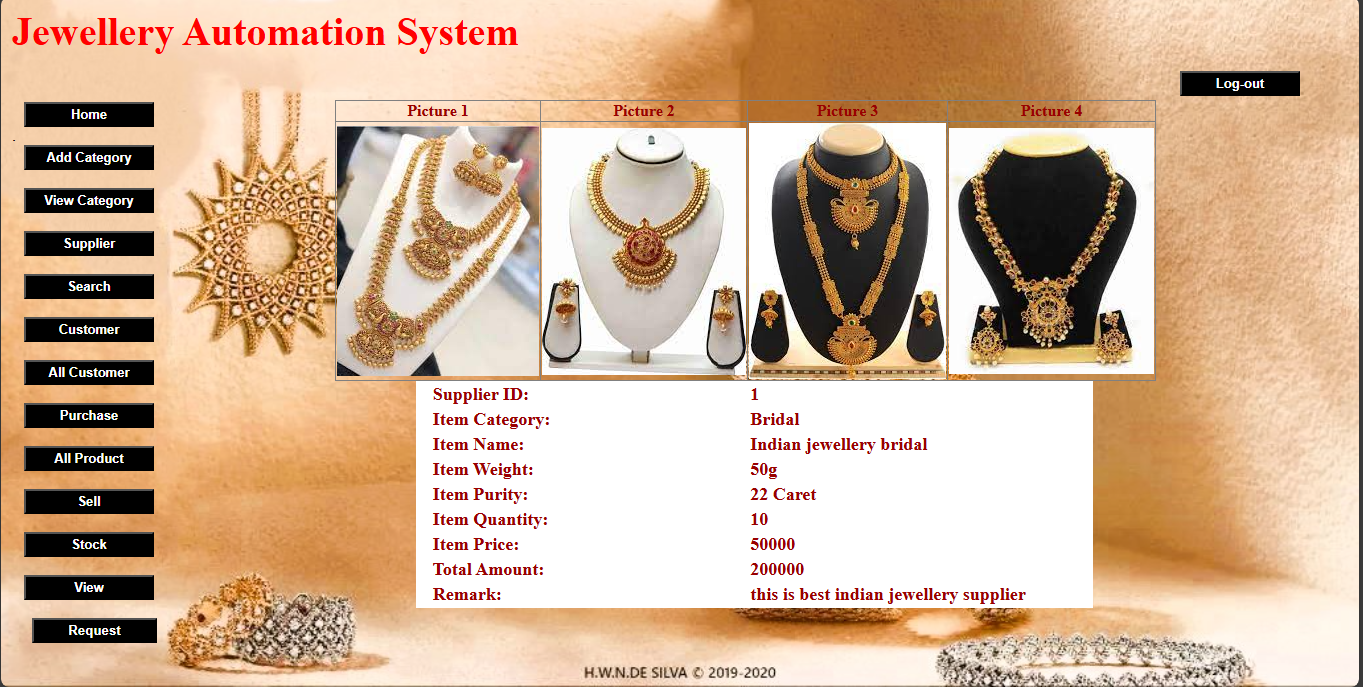 Jewellery Automation System
Log-out
Home
Add Category
View Category
Supplier
Search
Customer
All Customer
Purchase
All Product
Sell
Stock
View
Request
Picture 1 Picture 2 Picture 3 Picture 4
Supplier ID: 1
Item Category: Bridal
Item Name: Indian jewellery bridal
Item Weight: 50g
Item Purity: 22 Caret
Item Quantity: 10
Item Price: 50000
Total Amount: 200000
Remark: this is best indian jewellery supplier
H.W.N.DE SILVA © 2019-2020